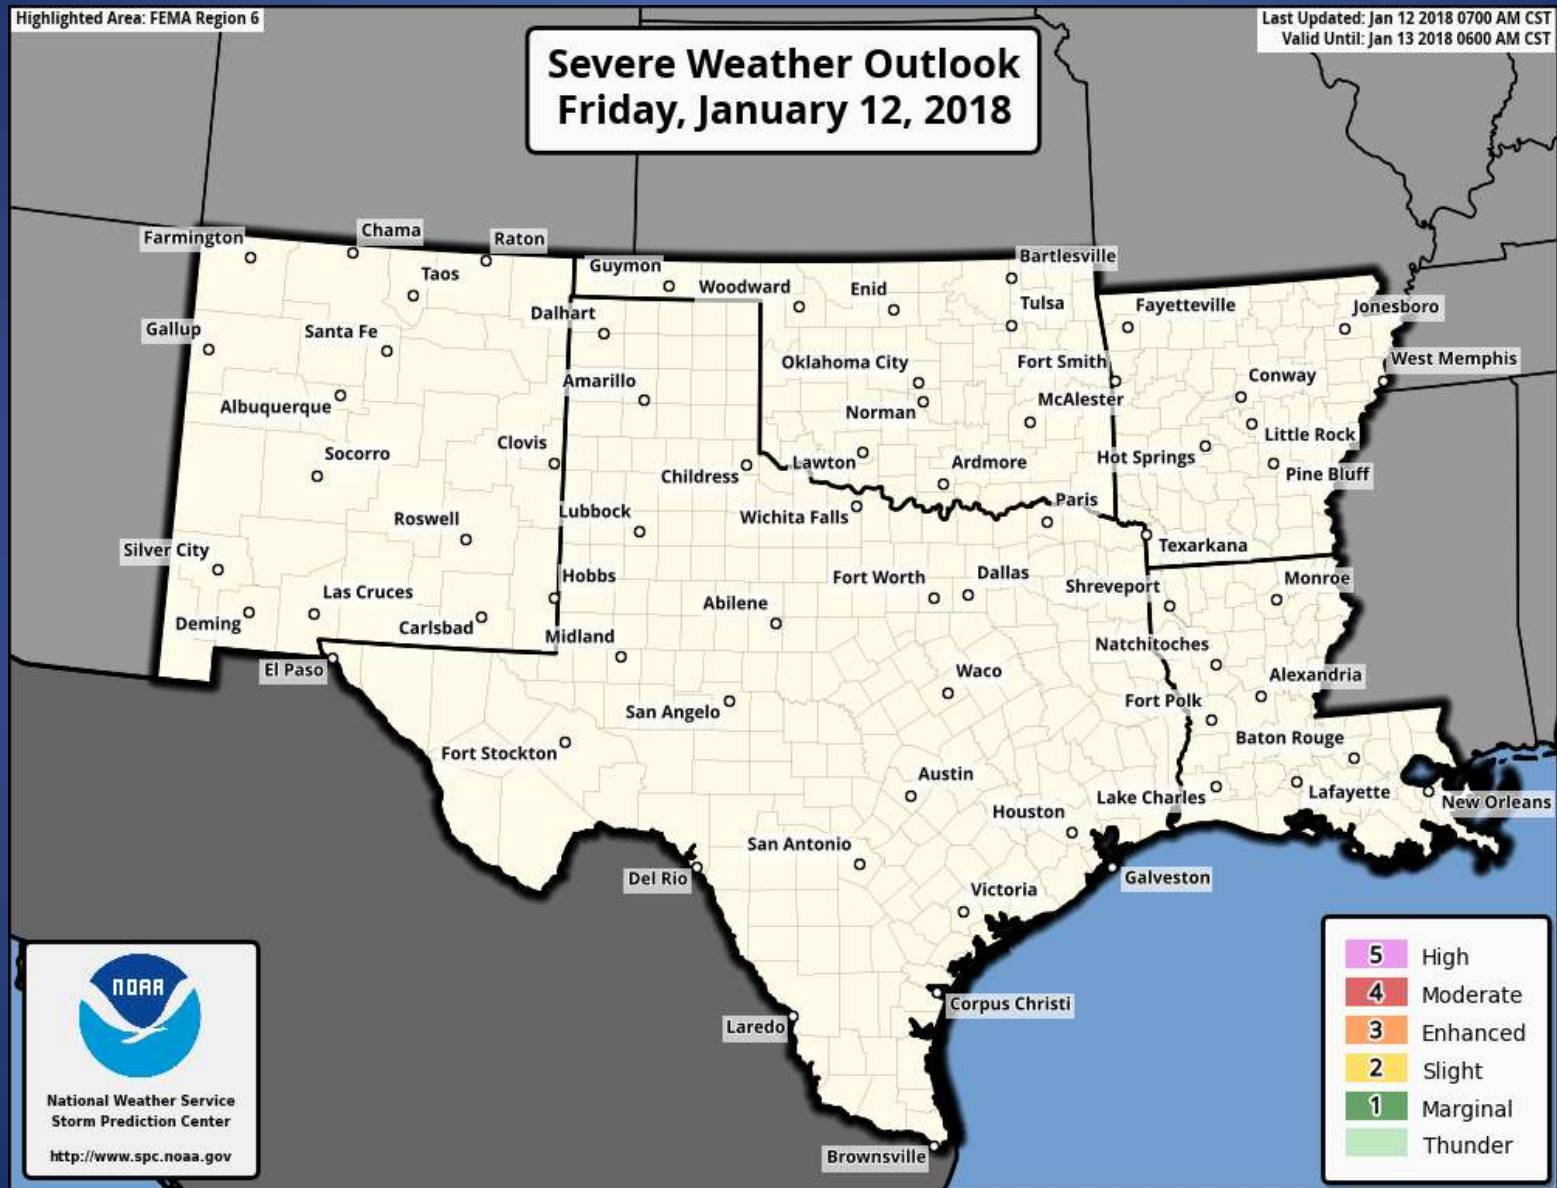 Highlighted Area: FEMA Region 6
Last Updated: Jan 12 2018 0700 AM CST
Valid Until: Jan 13 2018 0600 AM CST
Severe Weather Outlook
Friday, January 12, 2018
Farmington
Chama
Raton
Taos
Guymon
Woodward
Enid
Bartlesville
Tulsa
Fayetteville
Jonesboro
Gallup
Santa Fe
Dalhart
Oklahoma City
Fort Smith
West Memphis
Albuquerque
Amarillo
Norman
McAlester
Conway
Socorro
Clovis
Childress
Lawton
Ardmore
Hot Springs
Little Rock
Pine Bluff
Roswell
Lubbock
Wichita Falls
Paris
Texarkana
Silver City
Las Cruces
Hobbs
Fort Worth
Dallas
Shreveport
Monroe
Deming
Carlsbad
Midland
Abilene
Natchitoches
El Paso
San Angelo
Waco
Fort Polk
Alexandria
Fort Stockton
Baton Rouge
Austin
Houston
Lake Charles
Lafayette
New Orleans
San Antonio
Del Rio
Galveston
Victoria
Corpus Christi
Laredo
Brownsville
NOAA
National Weather Service
Storm Prediction Center
http://www.spc.noaa.gov
5 High
4 Moderate
3 Enhanced
2 Slight
1 Marginal
Thunder